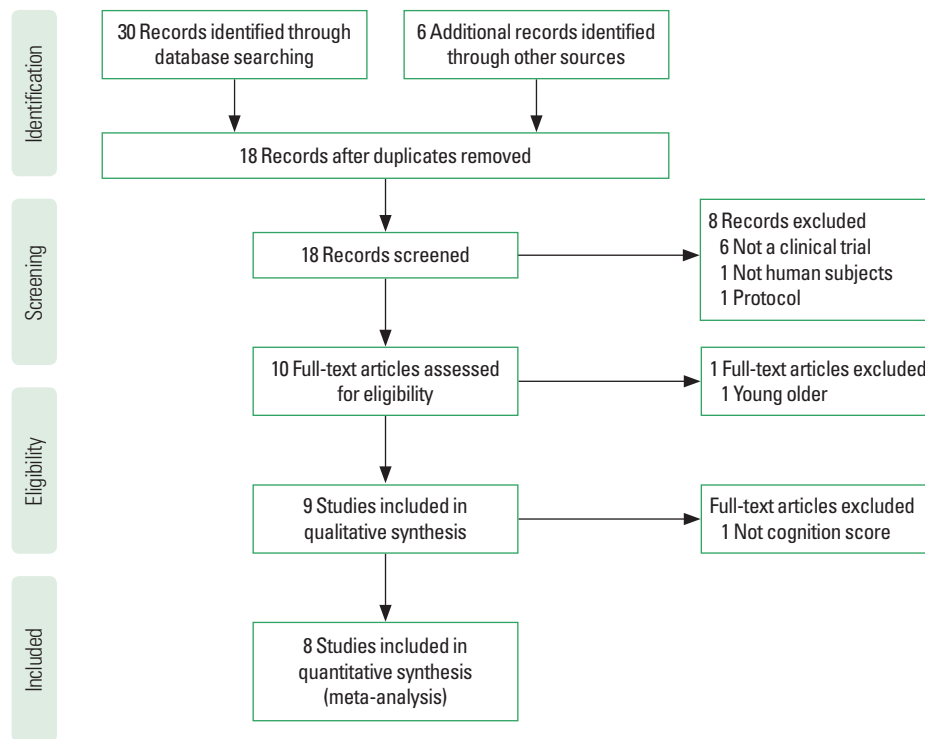 Identification
30 Records identified through
database searching
6 Additional records identified
through other sources
18 Records after duplicates removed
Screening
18 Records screened
8 Records excluded
6 Not a clinical trial
1 Not human subjects
1 Protocol
10 Full-text articles assessed
for eligibility
1 Full-text articles excluded
1 Young older
Eligibility
9 Studies included in
qualitative synthesis
Full-text articles excluded
1 Not cognition score
Included
8 Studies included in
quantitative synthesis
(meta-analysis)